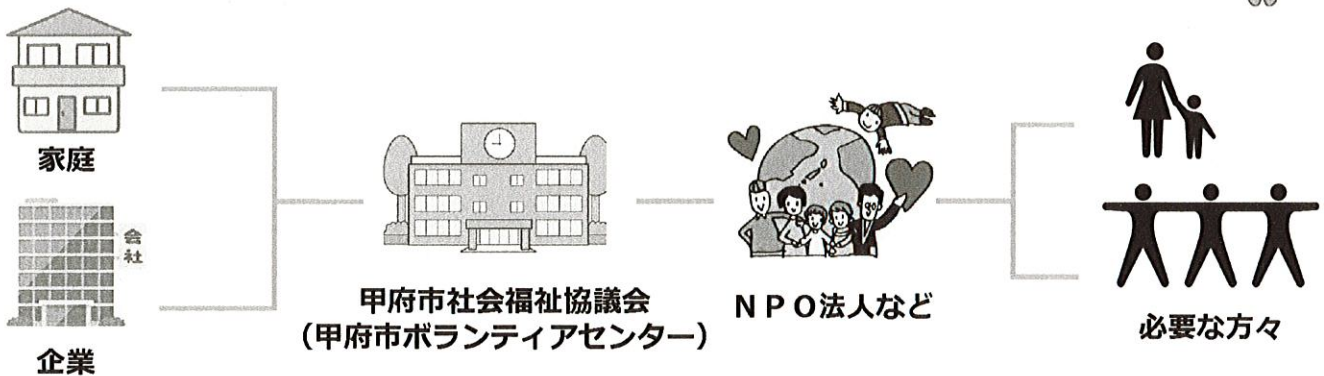 家庭
会社
企業
甲府市社会福祉協議会
（甲府市ボランティアセンター）
ＮＰＯ法人など
必要な方々